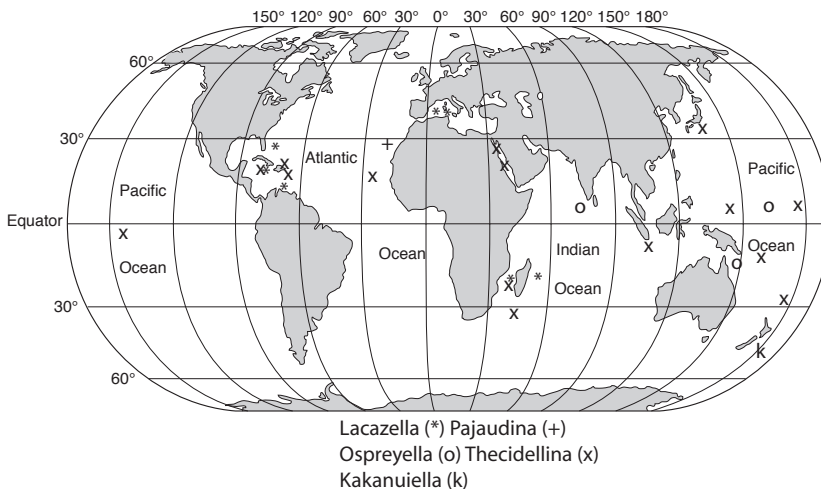 150° 120° 90° 60° 30° 0° 30° 60° 90° 120° 150° 180°
60°
30°
Atlantic
Pacific
Pacific
Equator
Ocean
Indian
Ocean
Ocean
Ocean
30°
60°
Lacazella (*) Pajaudina (+)
Ospreyella (o) Thecidellina (x)
Kakanuiella (k)